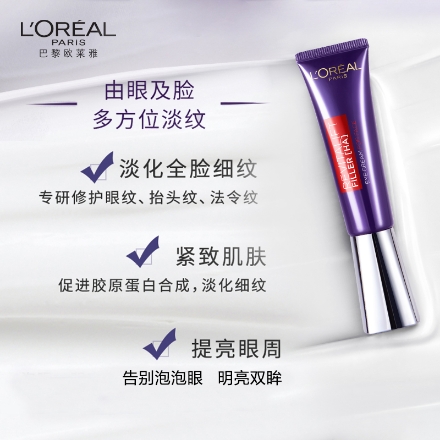 L'ORÉAL
PARIS
巴黎欧莱雅
由眼及脸
多方位淡纹
淡化全脸细纹
专研修护眼纹、抬头纹、法令纹
紧致肌肤
促进胶原蛋白合成，淡化细纹
提亮眼周
告别泡泡眼 明亮双眸
L'ORÉAL
PARIS
FILLER [HA]